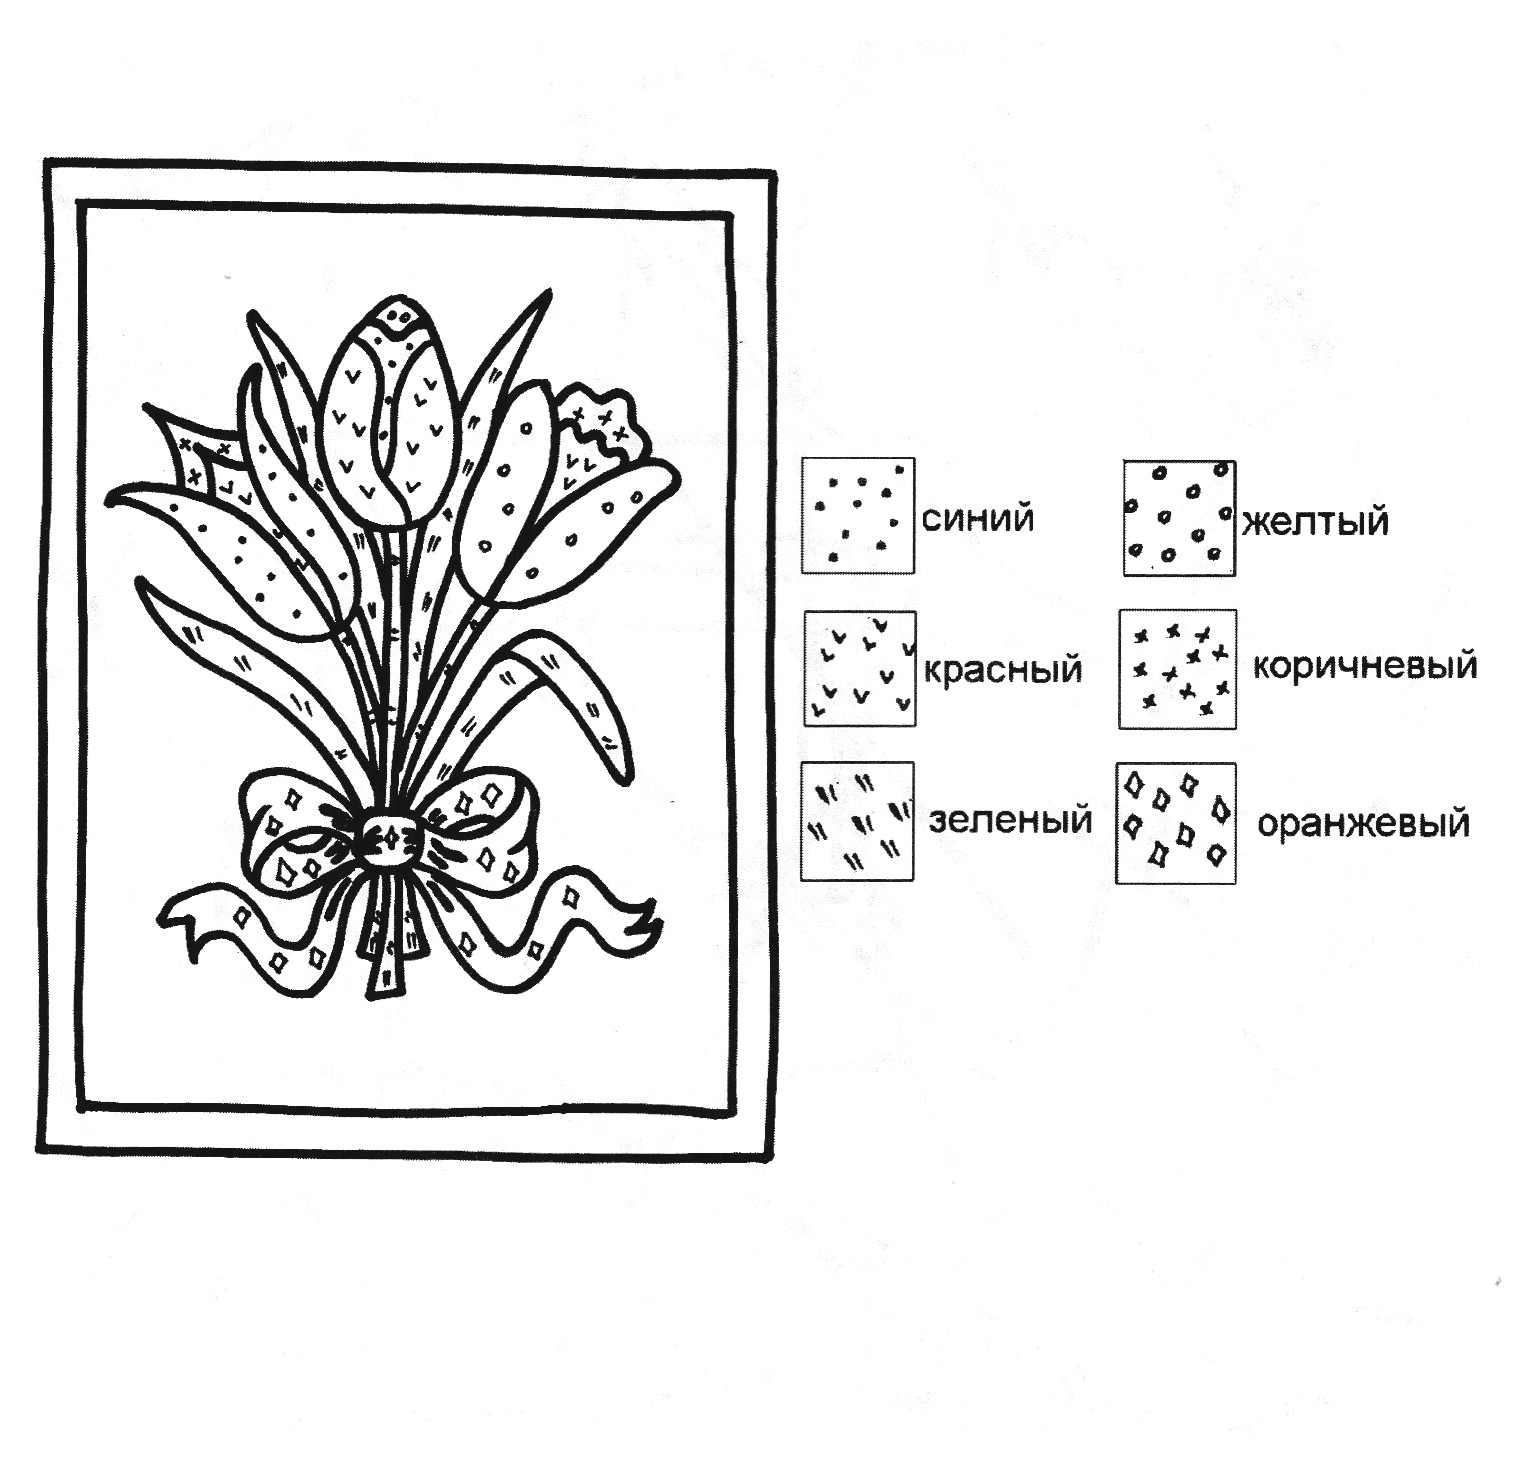 синий
желтый
красный
коричневый
зеленый
оранжевый